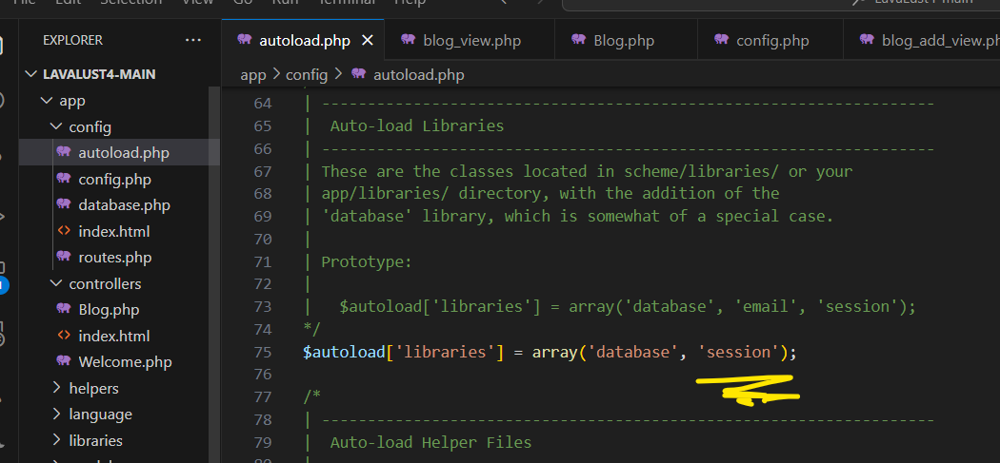 File Edit Selection View Go Run Terminal Help
EXPLORER
LAVALUST4-MAIN
app
config
autoload.php
config.php
database.php
index.html
routes.php
controllers
Blog.php
index.html
Welcome.php
helpers
language
libraries
autoload.php
blog_view.php
Blog.php
config.php
blog_add_view.ph
app > config > autoload.php
64 | -------------------------------------------------------------------
65 | Auto-load Libraries
66 | -------------------------------------------------------------------
67 | These are the classes located in scheme/libraries/ or your
68 | app/libraries/ directory, with the addition of the
69 | 'database' library, which is somewhat of a special case.
70 |
71 | Prototype:
72 |
73 | $autoload['libraries'] = array('database', 'email', 'session');
74 */
75 $autoload['libraries'] = array('database', 'session');
76
77 /*
78 | -------------------------------------------------------------------
79 | Auto-load Helper Files